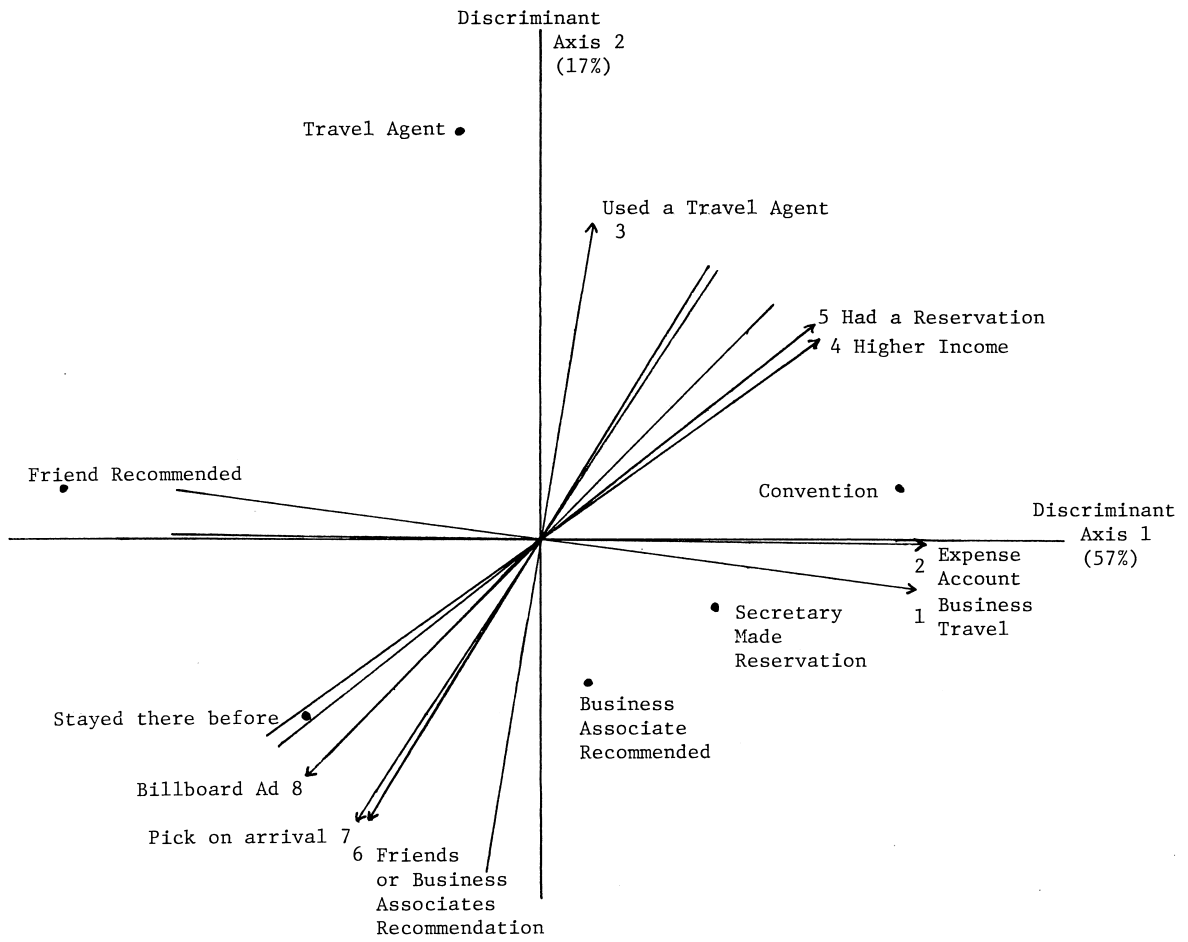 Discriminant
Axis 2
(17%)
Travel Agent
Used a Travel Agent
3
5 Had a Reservation
4 Higher Income
Friend Recommended
Convention
Discriminant
Axis 1
(57%)
2 Expense
Account
1 Business
Travel
Secretary
Made
Reservation
Business
Associate
Recommended
Stayed there before
Billboard Ad 8
Pick on arrival 7
6 Friends
or Business
Associates
Recommendation